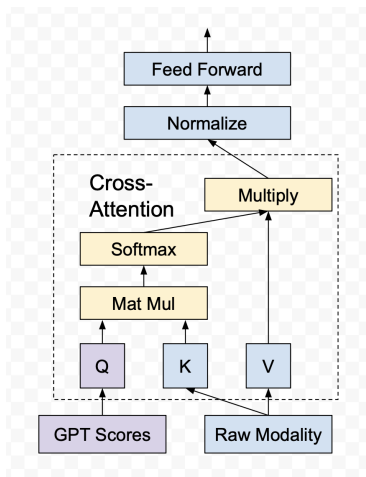 Feed Forward
Normalize
Cross-
Attention
Multiply
Softmax
Mat Mul
Q
K
V
GPT Scores
Raw Modality